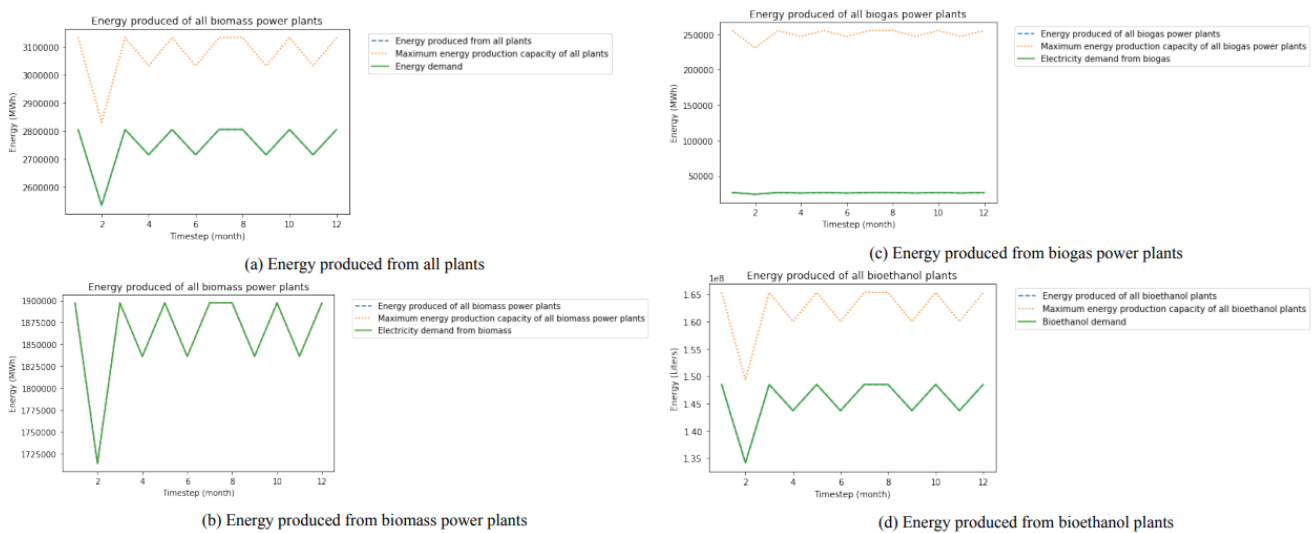 Energy produced of all biomass power plants
3100000
3000000
2900000
2800000
2700000
2600000
Energy (MWh)
2 4 6 8 10 12
Timestep (month)
Energy produced from all plants
Maximum energy production capacity of all plants
Energy demand
(a) Energy produced from all plants
Energy produced of all biomass power plants
1900000
1875000
1850000
1825000
1800000
1775000
1750000
1725000
Energy (MWh)
2 4 6 8 10 12
Timestep (month)
Energy produced of all biomass power plants
Maximum energy production capacity of all biomass power plants
Electricity demand from biomass
(b) Energy produced from biomass power plants
Energy produced of all biogas power plants
250000
200000
150000
100000
50000
Energy (MWh)
2 4 6 8 10 12
Timestep (month)
Energy produced of all biogas power plants
Maximum energy production capacity of all biogas power plants
Electricity demand from biogas
(c) Energy produced from biogas power plants
1e8
Energy produced of all bioethanol plants
1.65
1.60
1.55
1.50
1.45
1.40
1.35
Energy (Liters)
2 4 6 8 10 12
Timestep (month)
Energy produced of all bioethanol plants
Maximum energy production capacity of all bioethanol plants
Bioethanol demand
(d) Energy produced from bioethanol plants